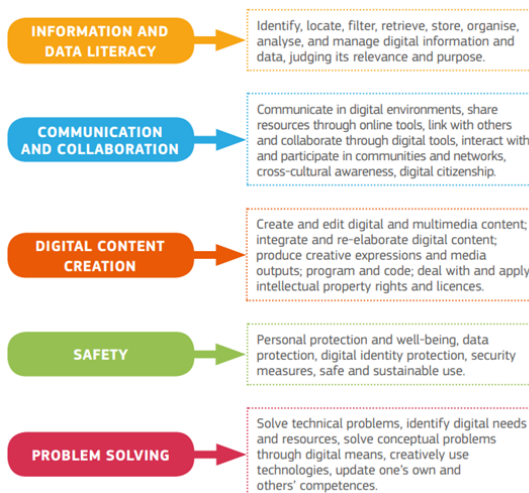 INFORMATION AND
DATA LITERACY
Identify, locate, filter, retrieve, store, organise,
analyse, and manage digital information and
data, judging its relevance and purpose.
COMMUNICATION
AND COLLABORATION
Communicate in digital environments, share
resources through online tools, link with others
and collaborate through digital tools, interact with
and participate in communities and networks,
cross-cultural awareness, digital citizenship.
DIGITAL CONTENT
CREATION
Create and edit digital and multimedia content;
integrate and re-elaborate digital content;
produce creative expressions and media
outputs; program and code; deal with and apply
intellectual property rights and licences.
SAFETY
Personal protection and well-being, data
protection, digital identity protection, security
measures, safe and sustainable use.
PROBLEM SOLVING
Solve technical problems, identify digital needs
and resources, solve conceptual problems
through digital means, creatively use
technologies, update one's own and
others' competences.